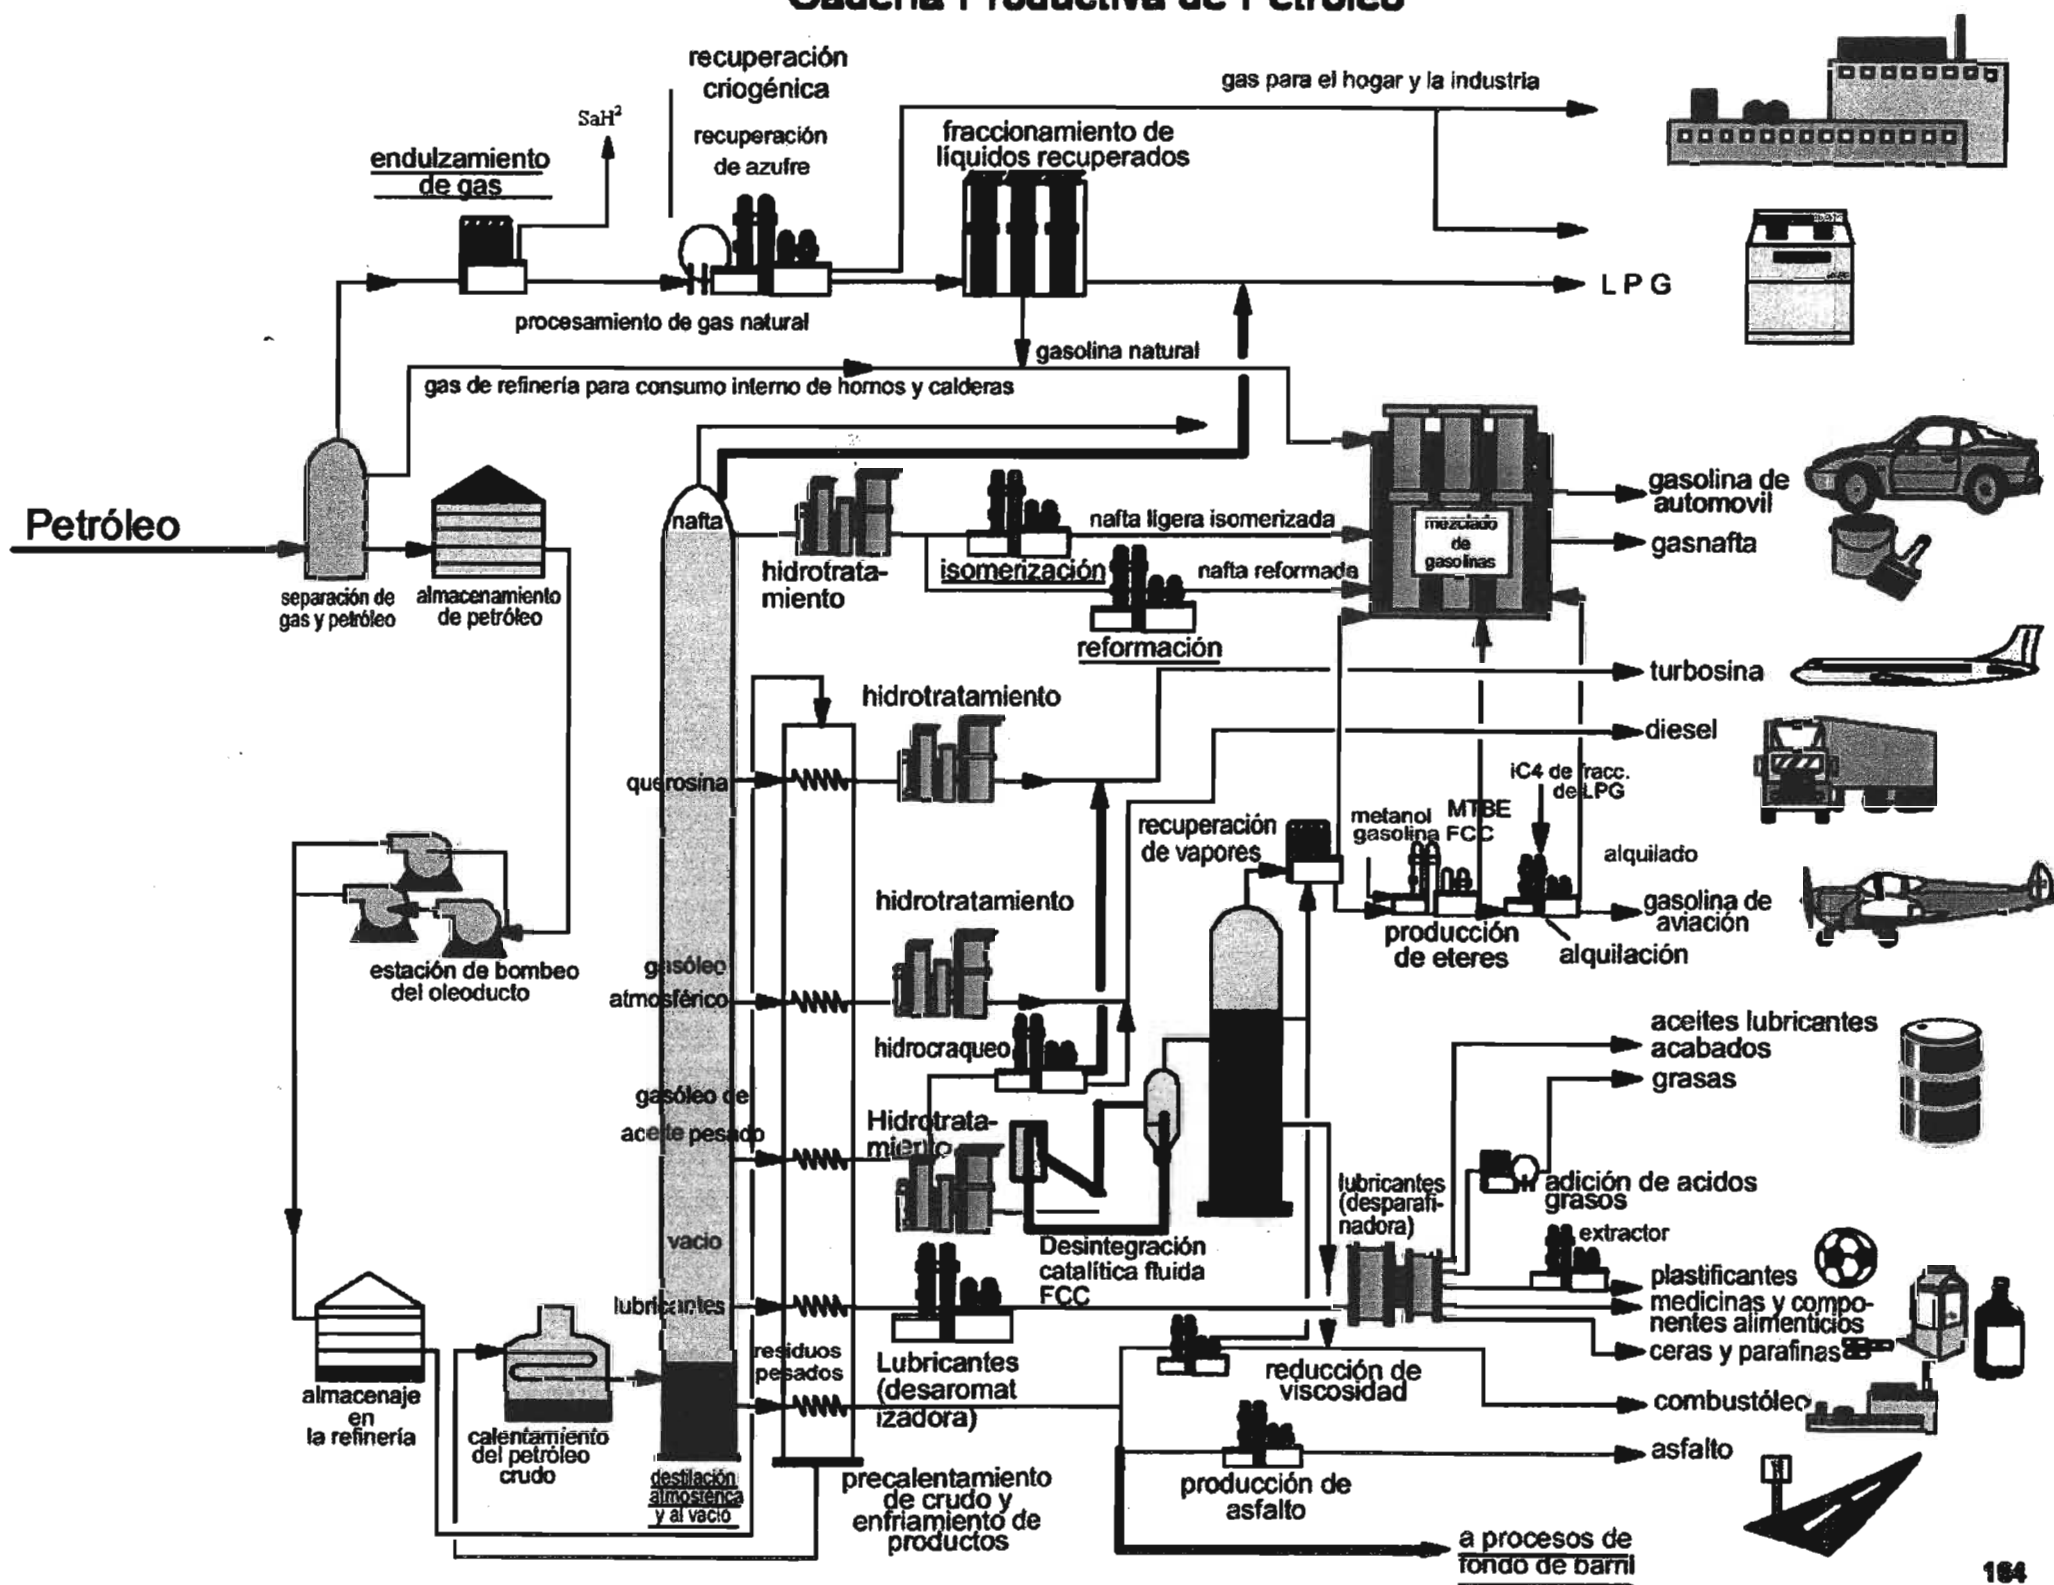 Cadena Productiva de Petróleo
recuperación
criogénica
gas para el hogar y la industria
SaH²
recuperación
de azufre
fraccionamiento de
líquidos recuperados
endulzamiento
de gas
L P G
procesamiento de gas natural
gasolina natural
gas de refinería para consumo interno de hornos y calderas
Petróleo
separación de
gas y petróleo
almacenamiento
de petróleo
nafta
hidrotrata-
miento
isomerización
nafta ligera isomerizada
nafta reformada
reformación
mezclado
de
gasolinas
gasolina de
automovil
gasnafta
turbosina
diesel
hidrotratamiento
querosina
iC4 de fracc.
de LPG
metanol
MTBE
gasolina FCC
recuperación
de vapores
alquilado
gasolina de
aviación
producción
de eteres
alquilación
hidrotratamiento
estación de bombeo
del oleoducto
gasóleo
atmosférico
hidrocraqueo
gasóleo de
aceite pesado
Hidrotrata-
miento
aceites lubricantes
acabados
grasas
lubricantes
(desparafi-
nadora)
adición de acidos
grasos
extractor
vacio
Desintegración
catalítica fluida
FCC
plastificantes
medicinas y compo-
nentes alimenticios
ceras y parafinas
lubricantes
residuos
pesados
Lubricantes
(desaromat
izadora)
reducción de
viscosidad
combustóleo
almacenaje
en
la refinería
calentamiento
del petróleo
crudo
destilación
atmosférica
y al vació
precalentamiento
de crudo y
enfriamiento de
productos
producción de
asfalto
asfalto
a procesos de
fondo de barril
164